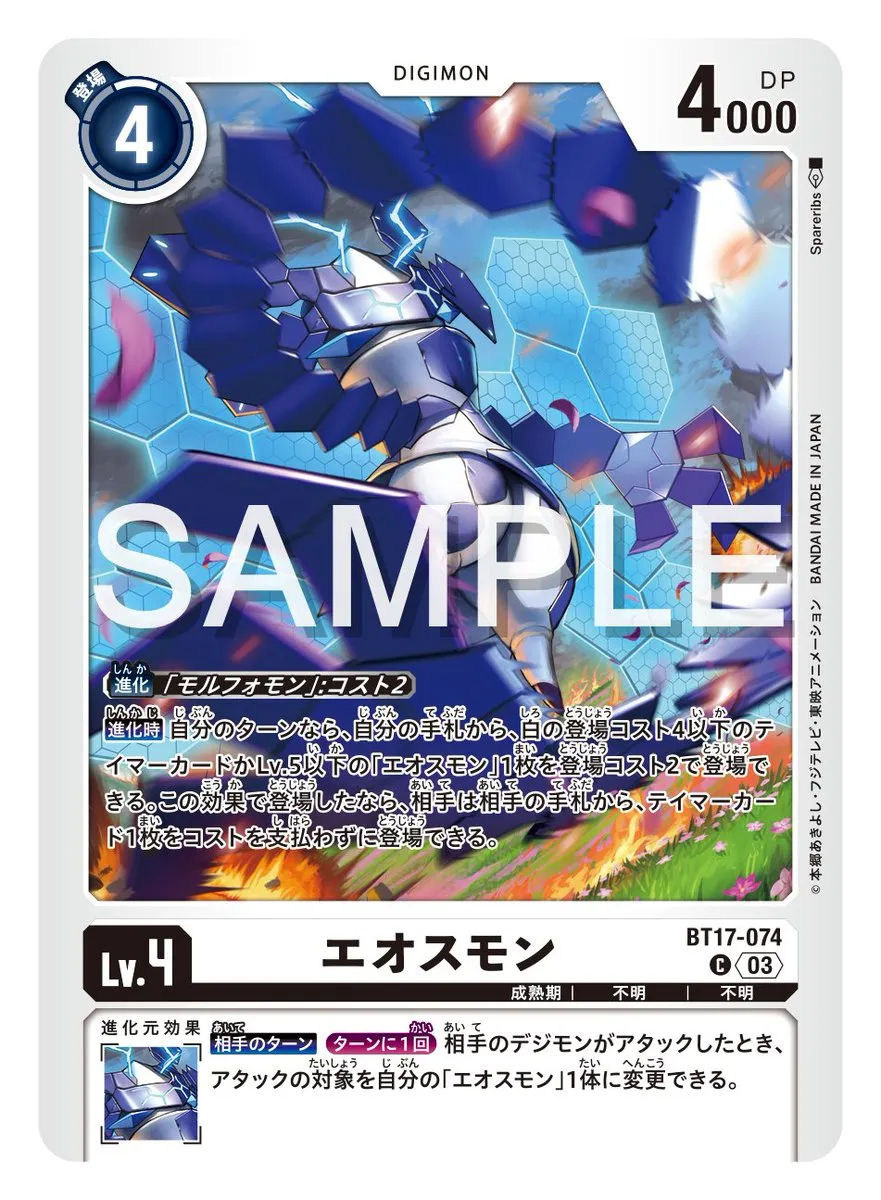 登場
4
DIGIMON
4000
DP
Spareribs
BANDAI MADE IN JAPAN
©本郷あきよし・フジテレビ・東映アニメーション
SAMPLE
進化 「モルフォモン」:コスト2
進化時 自分のターンなら、自分の手札から、白の登場コスト4以下のテ
イマーカードかLv.5以下の「エオスモン」1枚を登場コスト2で登場で
きる。この効果で登場したなら、相手は相手の手札から、テイマーカー
ド1枚をコストを支払わずに登場できる。
Lv.4
エオスモン
BT17-074
C 03
成熟期 | 不明 | 不明
進化元効果
相手のターン ターンに1回 相手のデジモンがアタックしたとき、
アタックの対象を自分の「エオスモン」1体に変更できる。